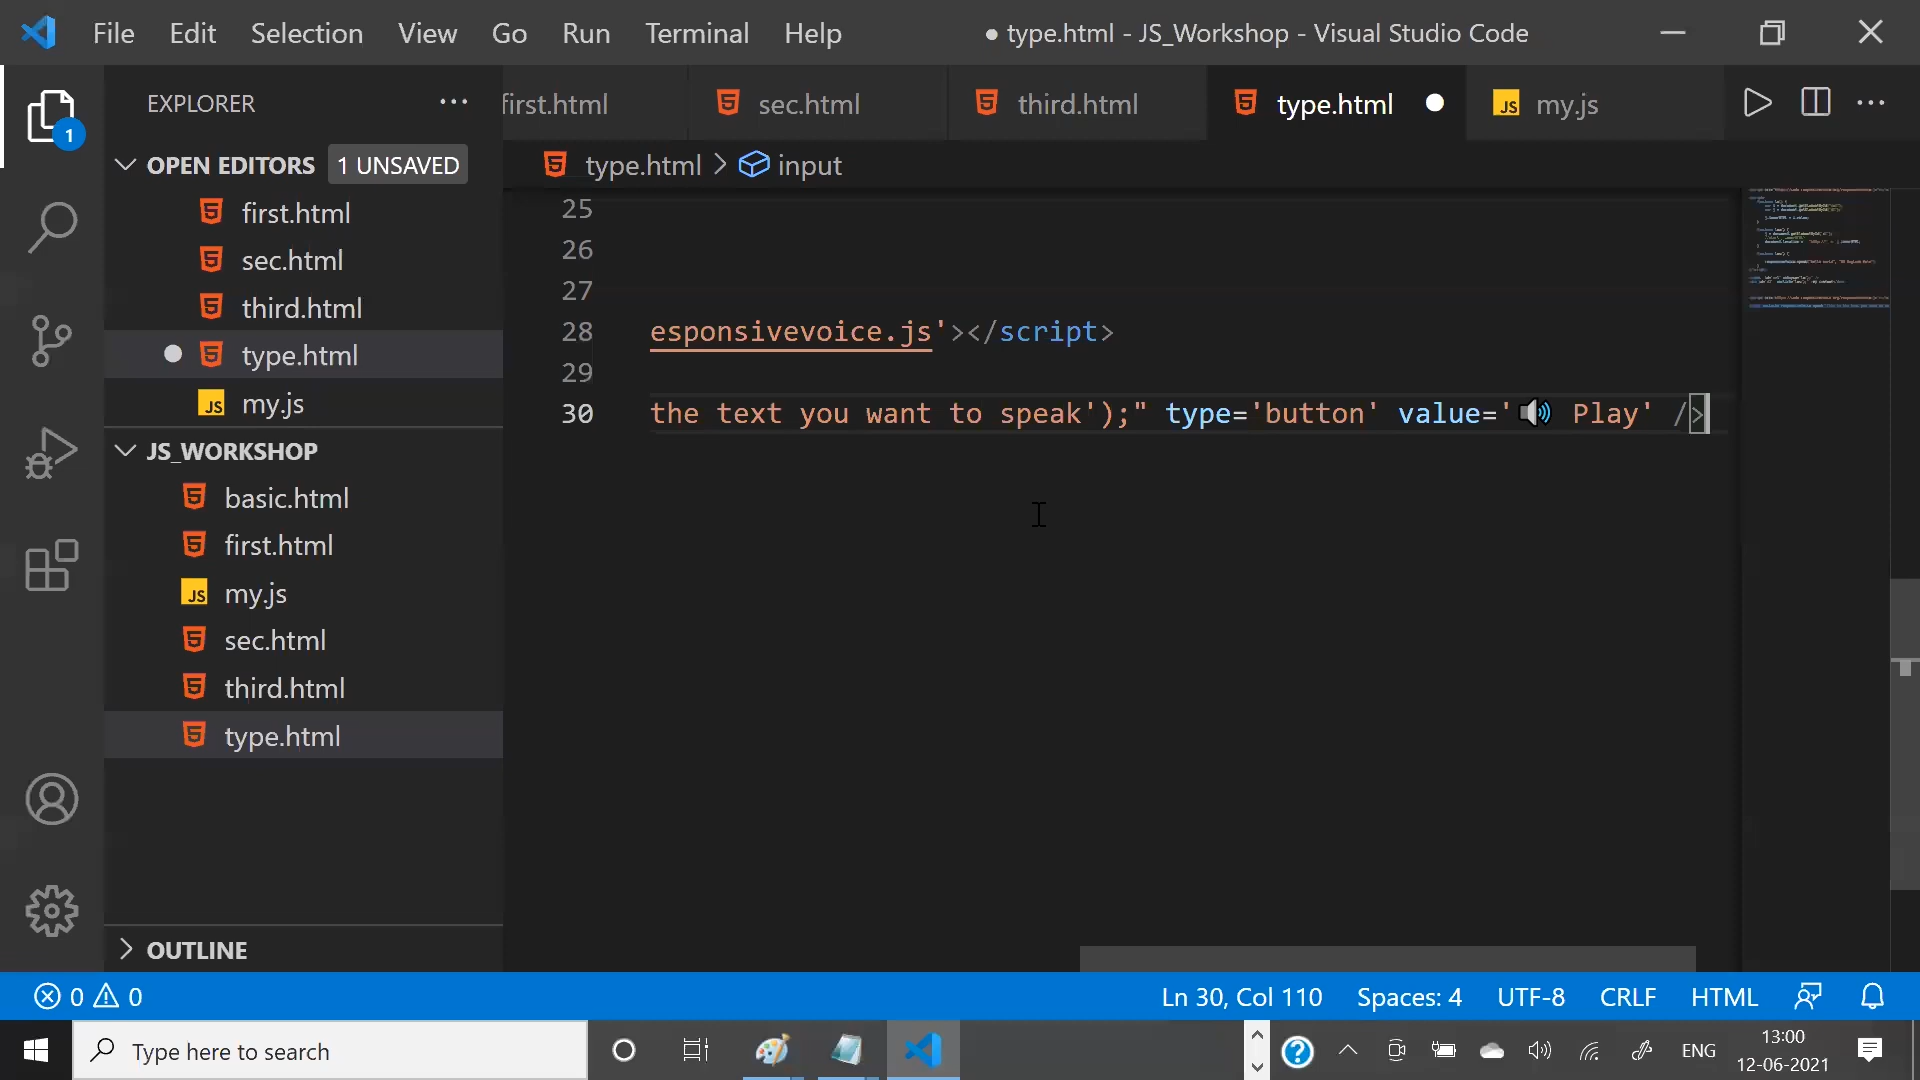 File Edit Selection View Go Run Terminal Help ● type.html - JS_Workshop - Visual Studio Code
EXPLORER ··· first.html sec.html third.html type.html ● JS my.js ···
1
OPEN EDITORS 1 UNSAVED
type.html > input
first.html
sec.html
third.html
● type.html
JS my.js
JS_WORKSHOP
basic.html
first.html
JS my.js
sec.html
third.html
type.html
OUTLINE
25
26
27
28 esponsivevoice.js'></script>
29
30 the text you want to speak');" type='button' value='🔊 Play' />
0 0 Ln 30, Col 110 Spaces: 4 UTF-8 CRLF HTML
Type here to search ? ENG 13:00
12-06-2021